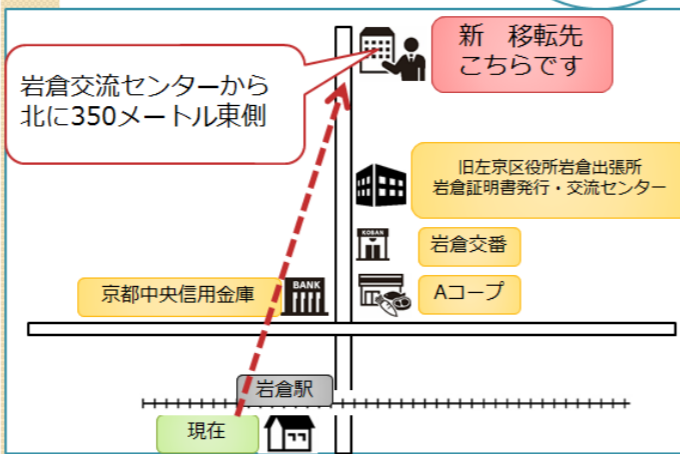 新　移転先
こちらです
岩倉交流センターから
北に350メートル東側
旧左京区役所岩倉出張所
岩倉証明書発行・交流センター
KOBAN
岩倉交番
京都中央信用金庫
BANK
Aコープ
岩倉駅
現在